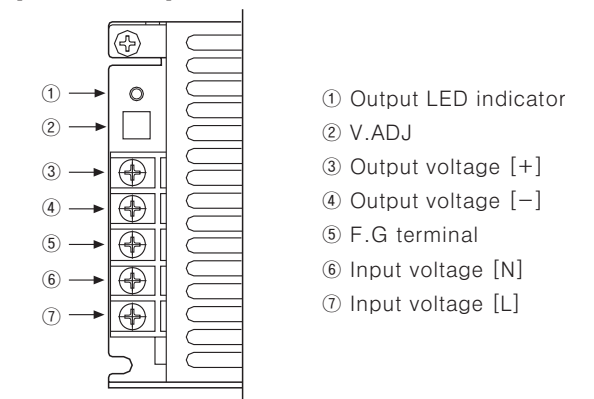 ①
②
③
④
⑤
⑥
⑦
① Output LED indicator
② V.ADJ
③ Output voltage [+]
④ Output voltage [−]
⑤ F.G terminal
⑥ Input voltage [N]
⑦ Input voltage [L]